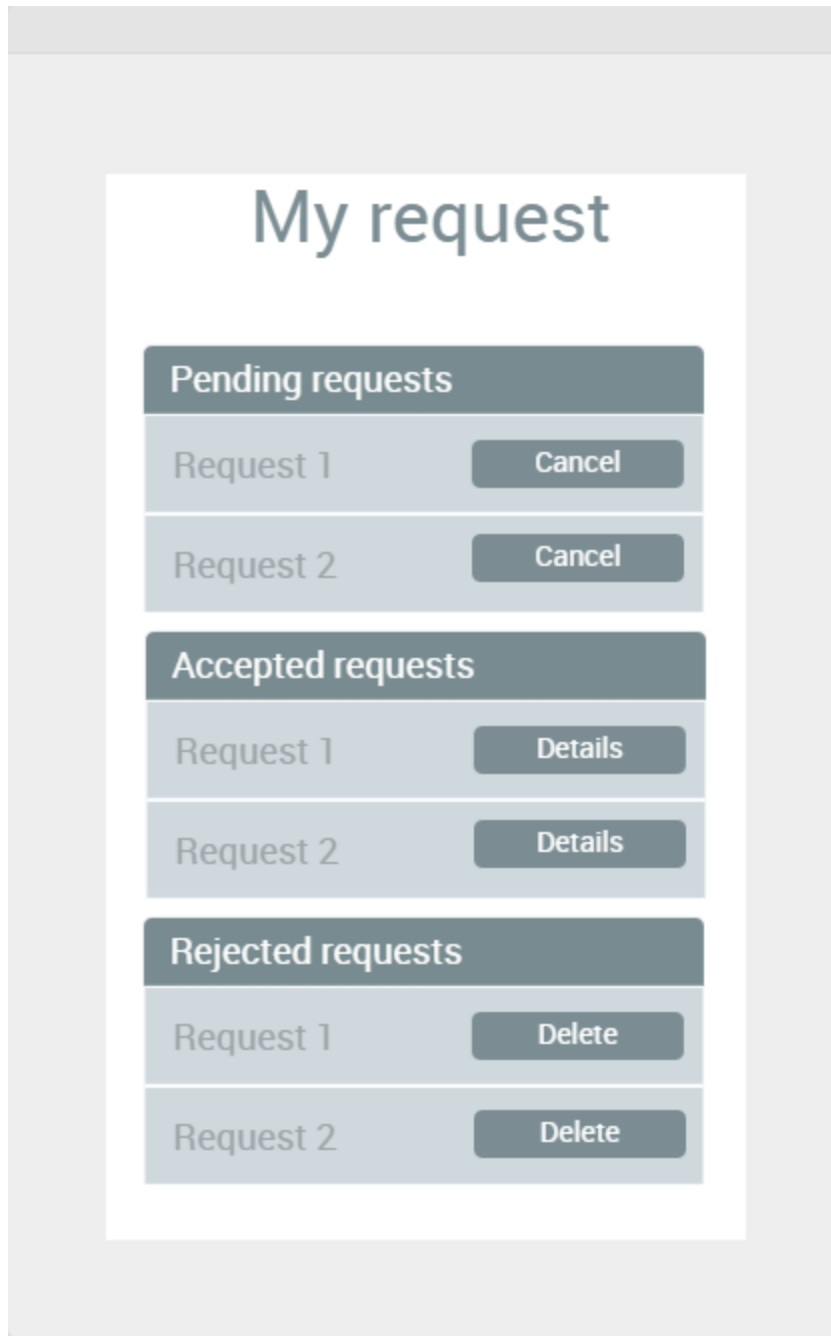 My request
Pending requests
Request 1 Cancel
Request 2 Cancel
Accepted requests
Request 1 Details
Request 2 Details
Rejected requests
Request 1 Delete
Request 2 Delete